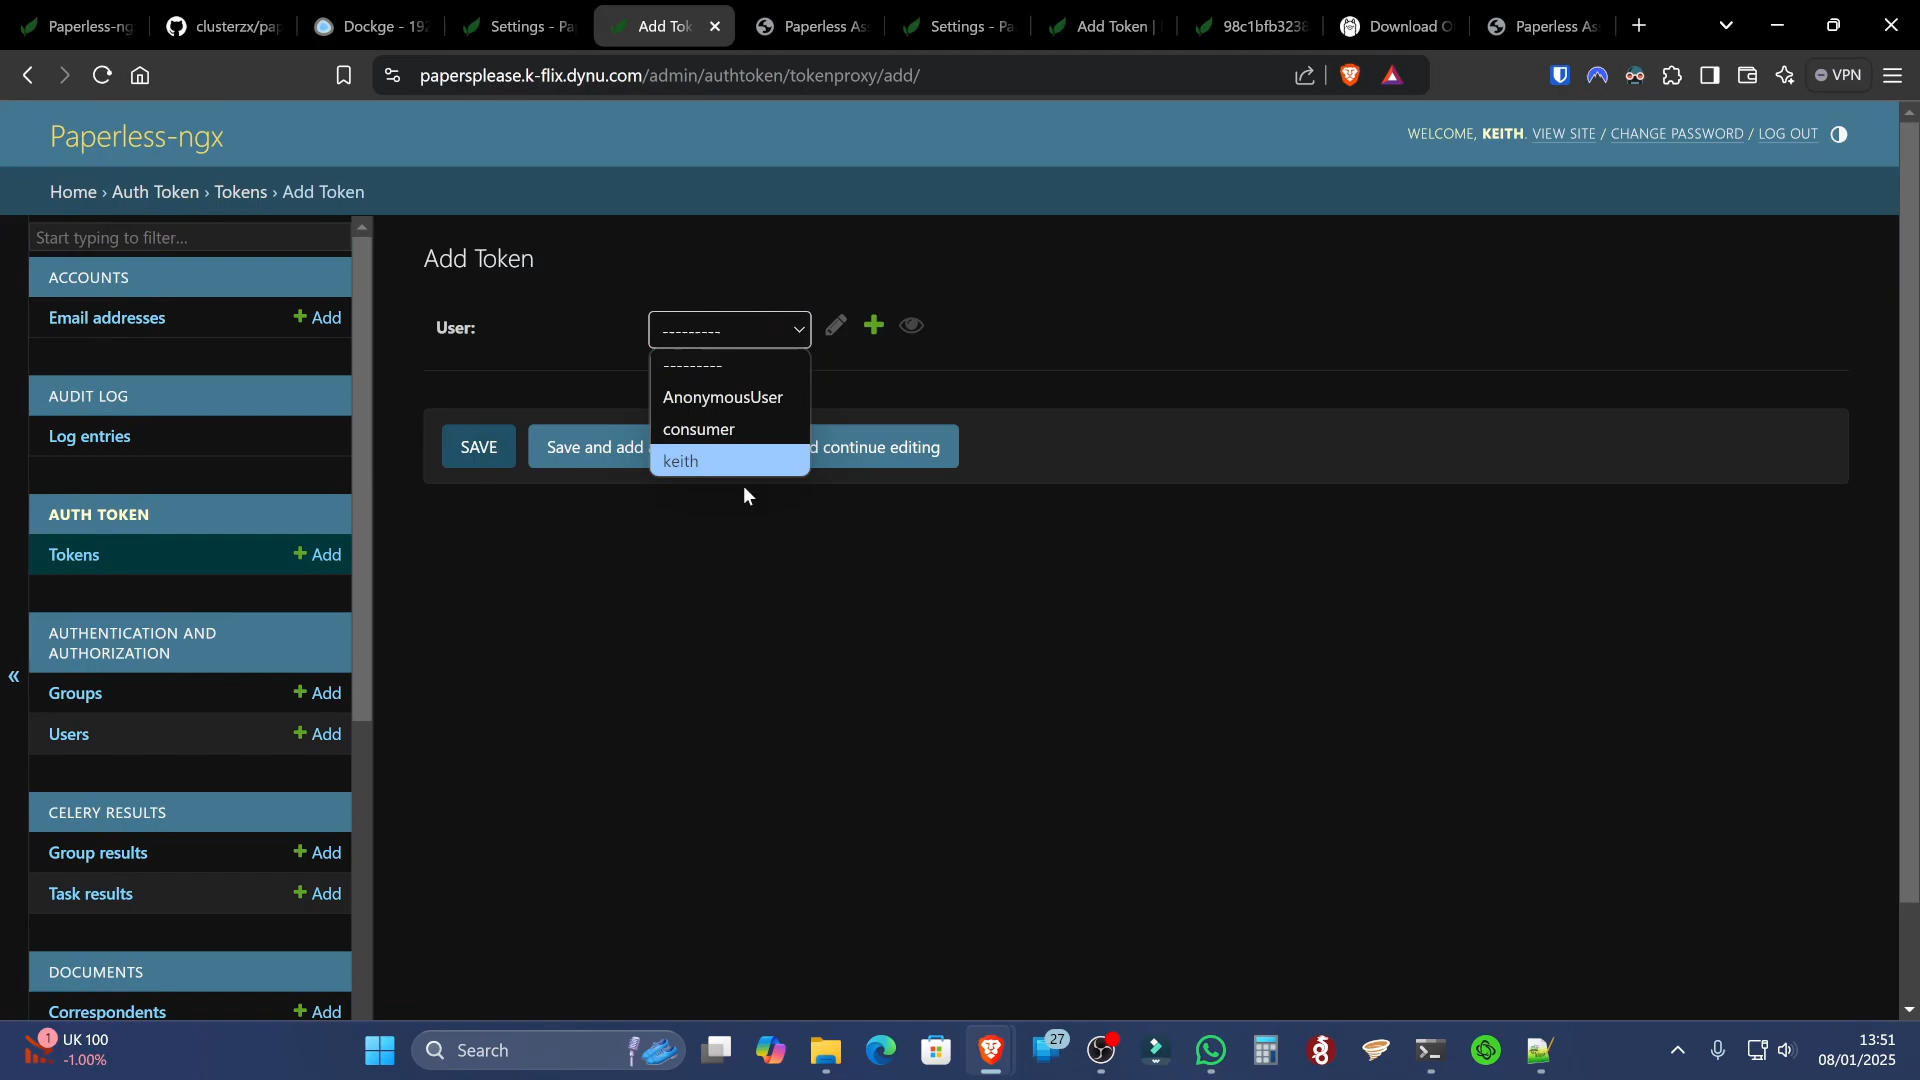 Paperless-ng
clusterzx/pap
Dockge - 192
Settings - Pa
Add Tok
Paperless As
Settings - Pa
Add Token |
98c1bfb3238
Download O
Paperless As
papersplease.k-flix.dynu.com/admin/authtoken/tokenproxy/add/
VPN
Paperless-ngx
WELCOME, KEITH. VIEW SITE / CHANGE PASSWORD / LOG OUT
Home › Auth Token › Tokens › Add Token
Start typing to filter...
ACCOUNTS
Email addresses
Add
AUDIT LOG
Log entries
AUTH TOKEN
Tokens
Add
AUTHENTICATION AND
AUTHORIZATION
Groups
Add
Users
Add
CELERY RESULTS
Group results
Add
Task results
Add
DOCUMENTS
Correspondents
Add
Add Token
User:
---------
---------
AnonymousUser
consumer
keith
SAVE
Save and add
d continue editing
1
UK 100
-1.00%
Search
27
13:51
08/01/2025